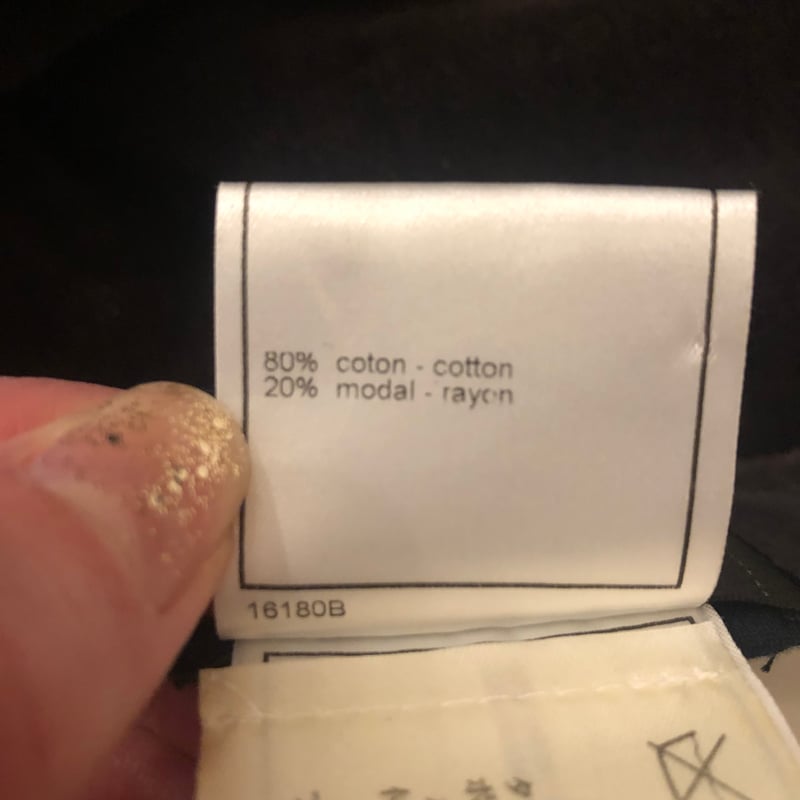 80% coton - cotton
20% modal - rayon
16180B